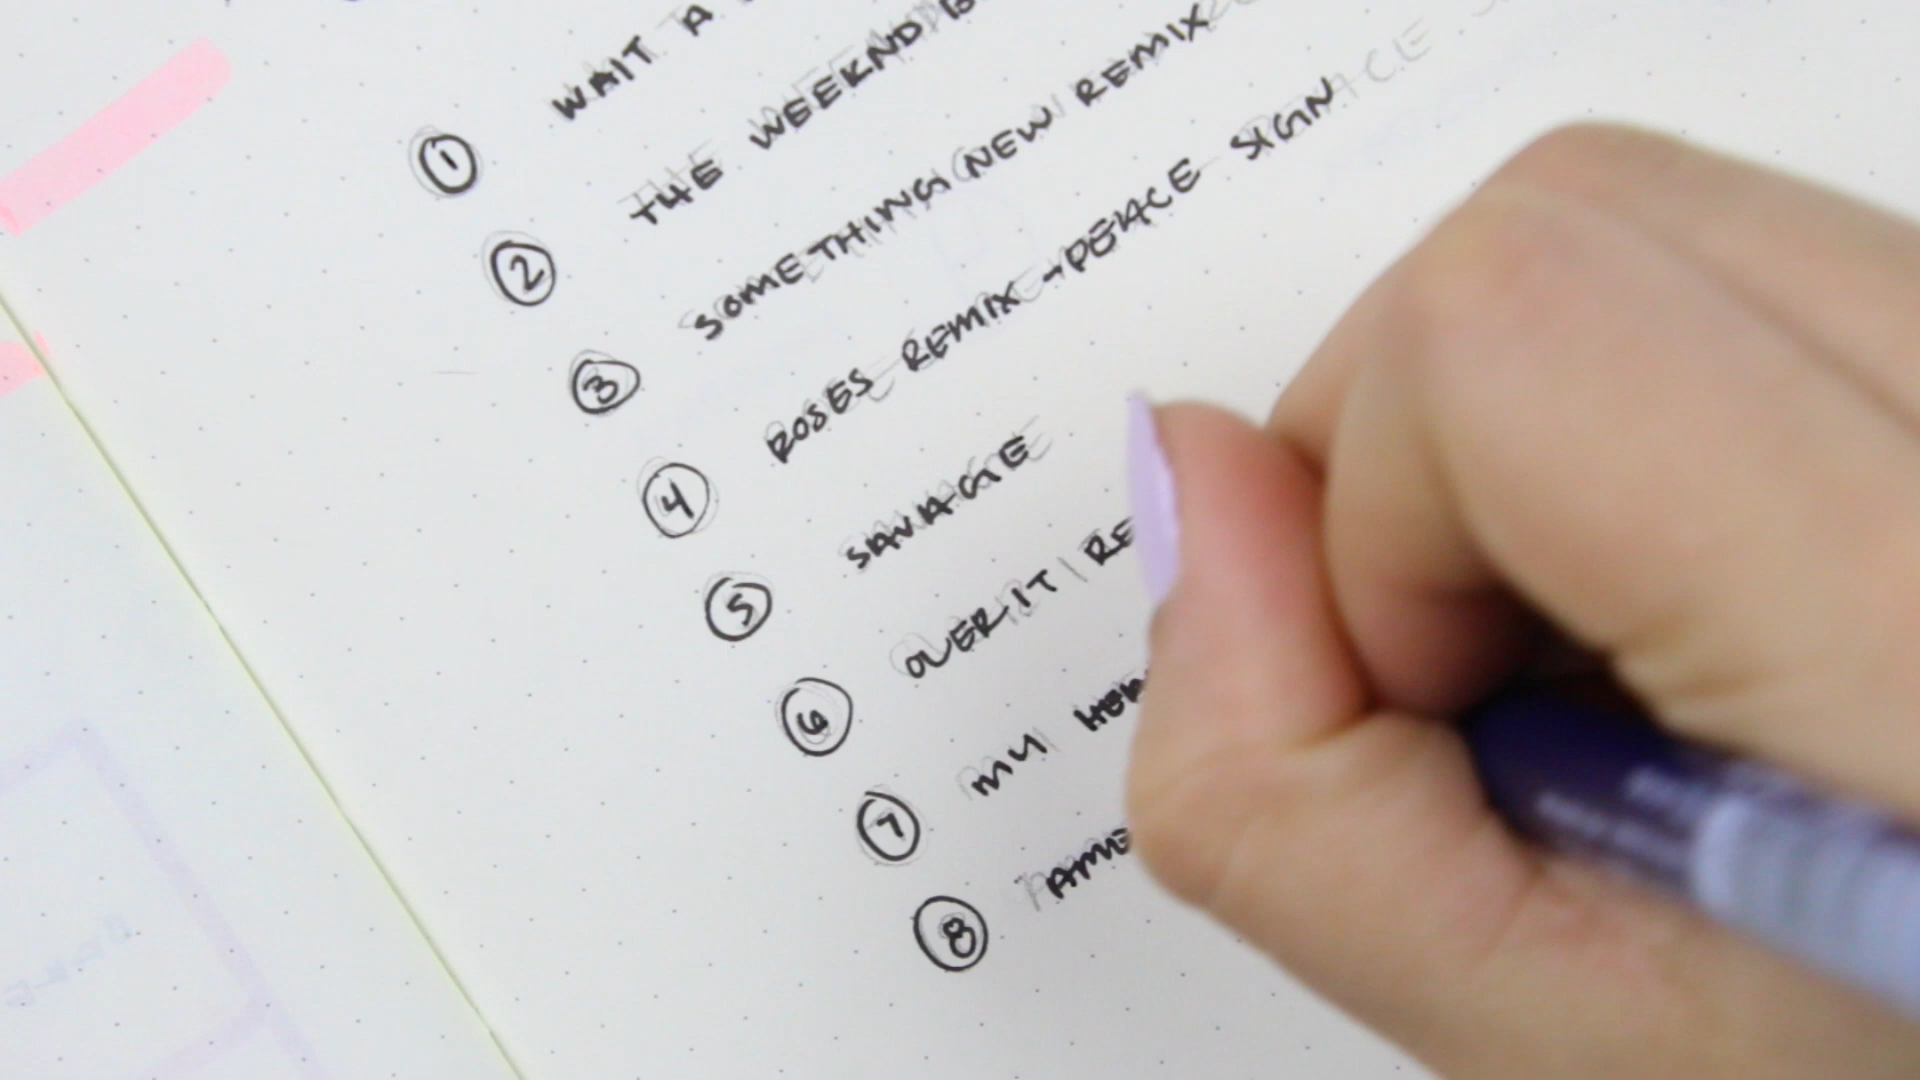 1 WAIT A
2 THE WEEKND B
3 SOMETHING NEW REMIX
4 ROSES REMIX - PEACE SIGN
5 SAVAGE
6 OVER IT RE
7 MY
8